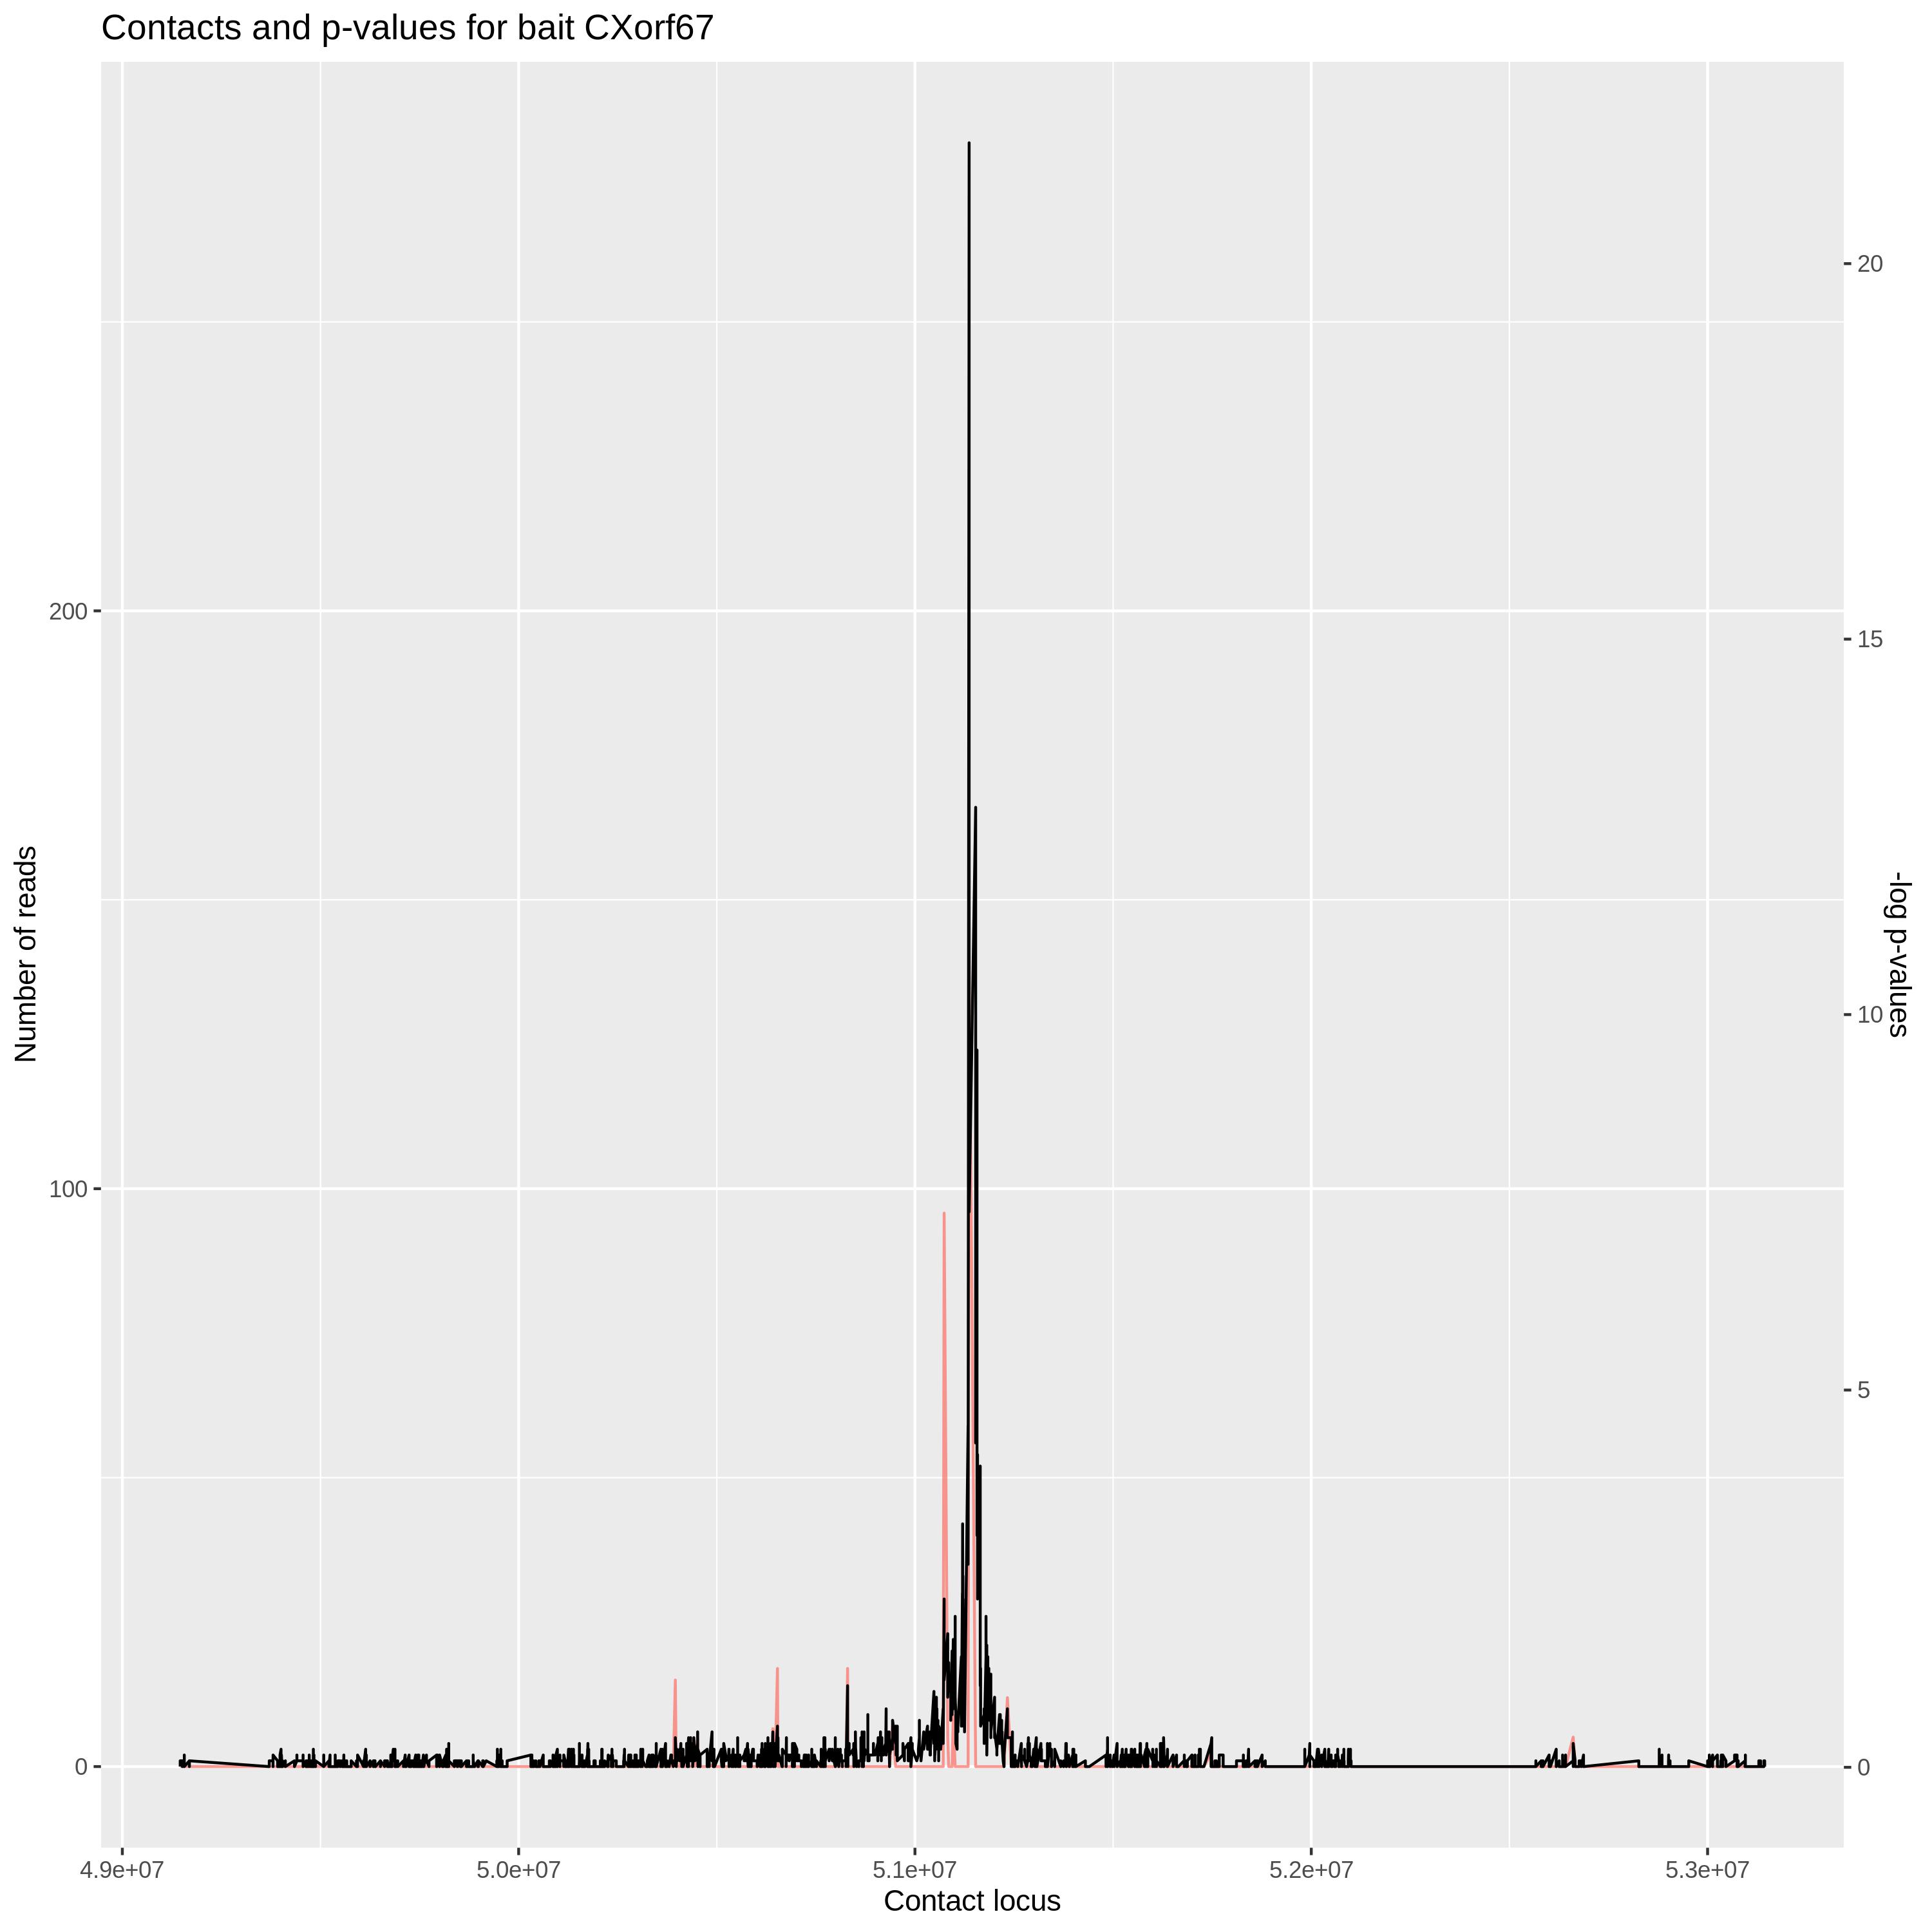 Contacts and p-values for bait CXorf67
Number of reads
200
100
0
20
15
10
5
0
-log p-values
4.9e+07
5.0e+07
5.1e+07
5.2e+07
5.3e+07
Contact locus